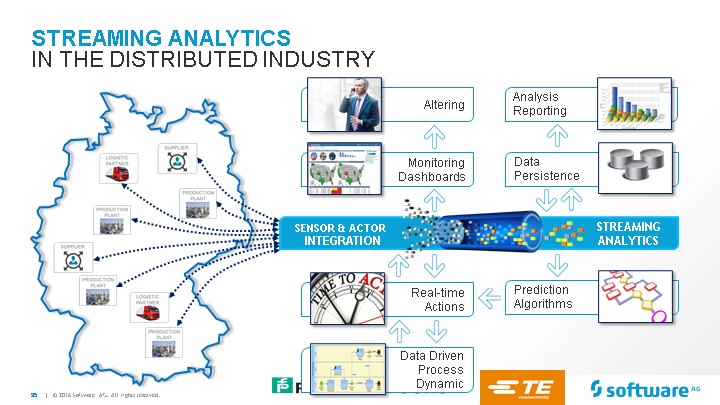 STREAMING ANALYTICS
IN THE DISTRIBUTED INDUSTRY
SUPPLIER
LOGISTIC
PARTNER
PRODUCTION
PLANT
PRODUCTION
PLANT
SUPPLIER
PRODUCTION
PLANT
LOGISTIC
PARTNER
PRODUCTION
PLANT
Altering
Analysis
Reporting
Monitoring
Dashboards
Data
Persistence
SENSOR & ACTOR
INTEGRATION
STREAMING
ANALYTICS
TIME TO ACT
Real-time
Actions
Prediction
Algorithms
Data Driven
Process
Dynamic
TE
connectivity
software AG
25 | © 2016 Software AG. All rights reserved.